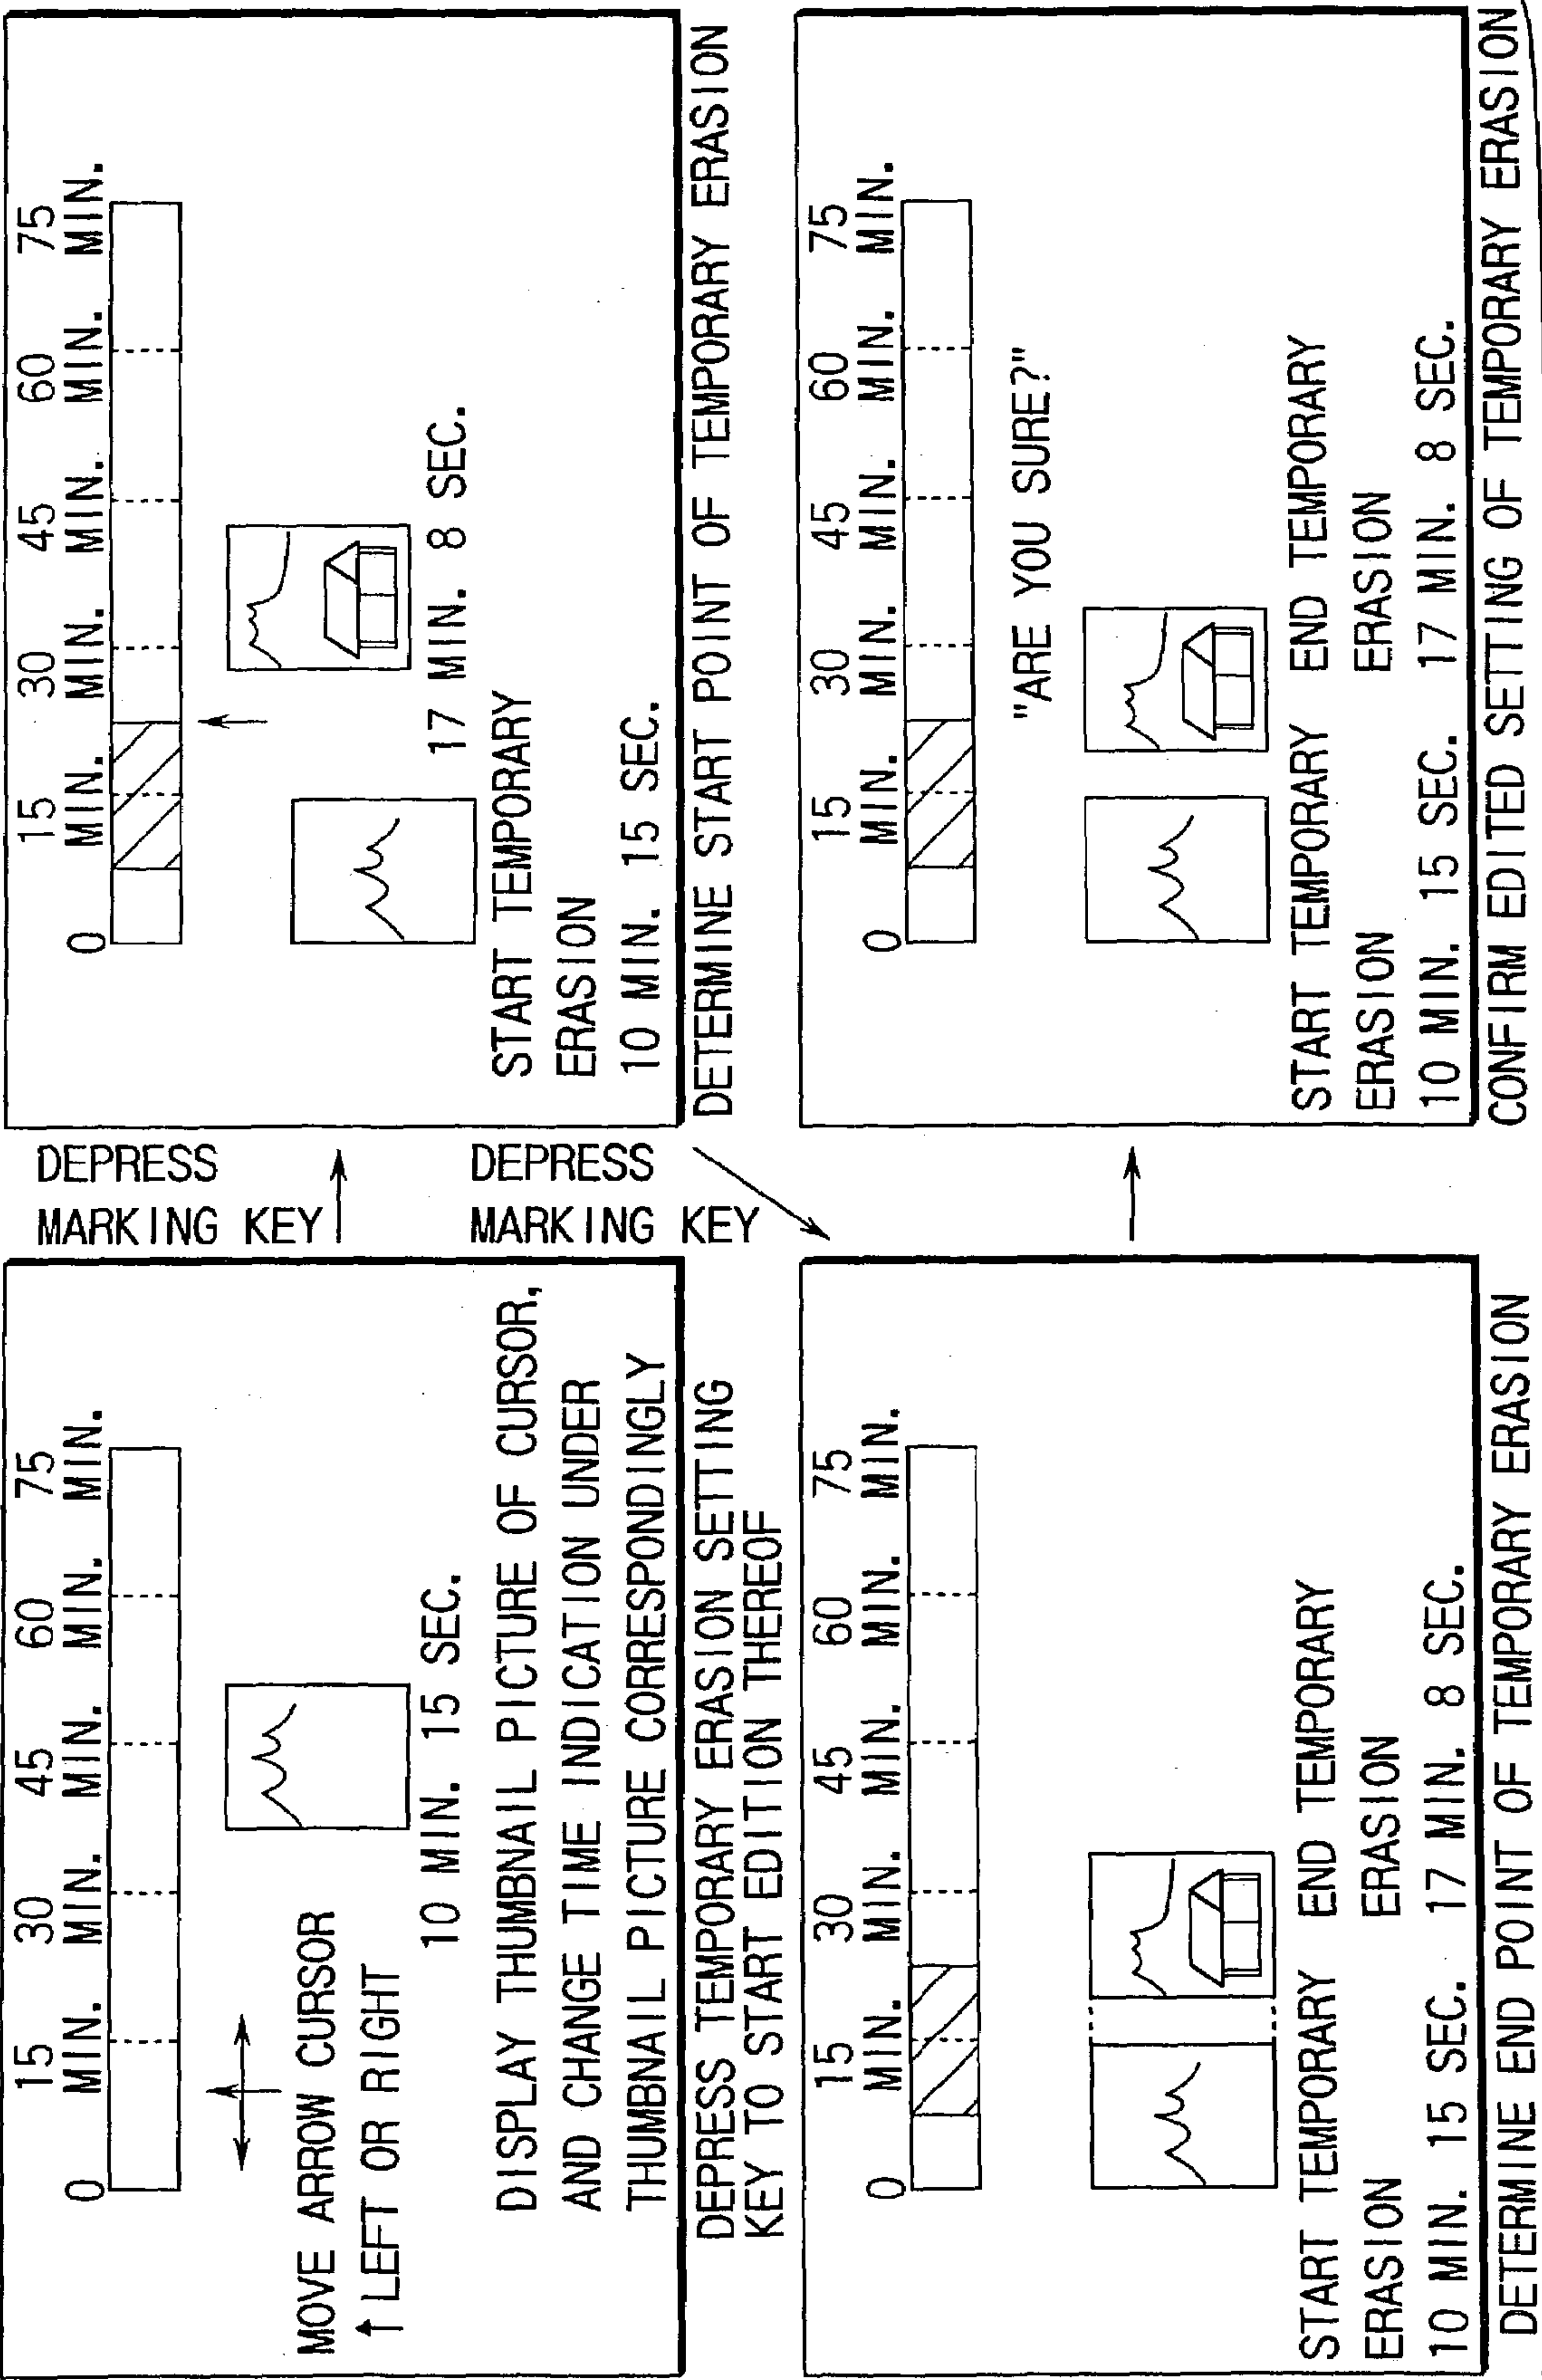 0 15 30 45 60 75
MIN. MIN. MIN. MIN. MIN.
MOVE ARROW CURSOR
↑LEFT OR RIGHT
10 MIN. 15 SEC.
DISPLAY THUMBNAIL PICTURE OF CURSOR,
AND CHANGE TIME INDICATION UNDER
THUMBNAIL PICTURE CORRESPONDINGLY
DEPRESS TEMPORARY ERASION SETTING
KEY TO START EDITION THEREOF
DEPRESS
MARKING KEY
0 15 30 45 60 75
MIN. MIN. MIN. MIN. MIN.
17 MIN. 8 SEC.
START TEMPORARY
ERASION
10 MIN. 15 SEC.
DETERMINE START POINT OF TEMPORARY ERASION
DEPRESS
MARKING KEY
0 15 30 45 60 75
MIN. MIN. MIN. MIN. MIN.
START TEMPORARY END TEMPORARY
ERASION ERASION
10 MIN. 15 SEC. 17 MIN. 8 SEC.
DETERMINE END POINT OF TEMPORARY ERASION
0 15 30 45 60 75
MIN. MIN. MIN. MIN. MIN.
"ARE YOU SURE?"
START TEMPORARY END TEMPORARY
ERASION ERASION
10 MIN. 15 SEC. 17 MIN. 8 SEC.
CONFIRM EDITED SETTING OF TEMPORARY ERASION